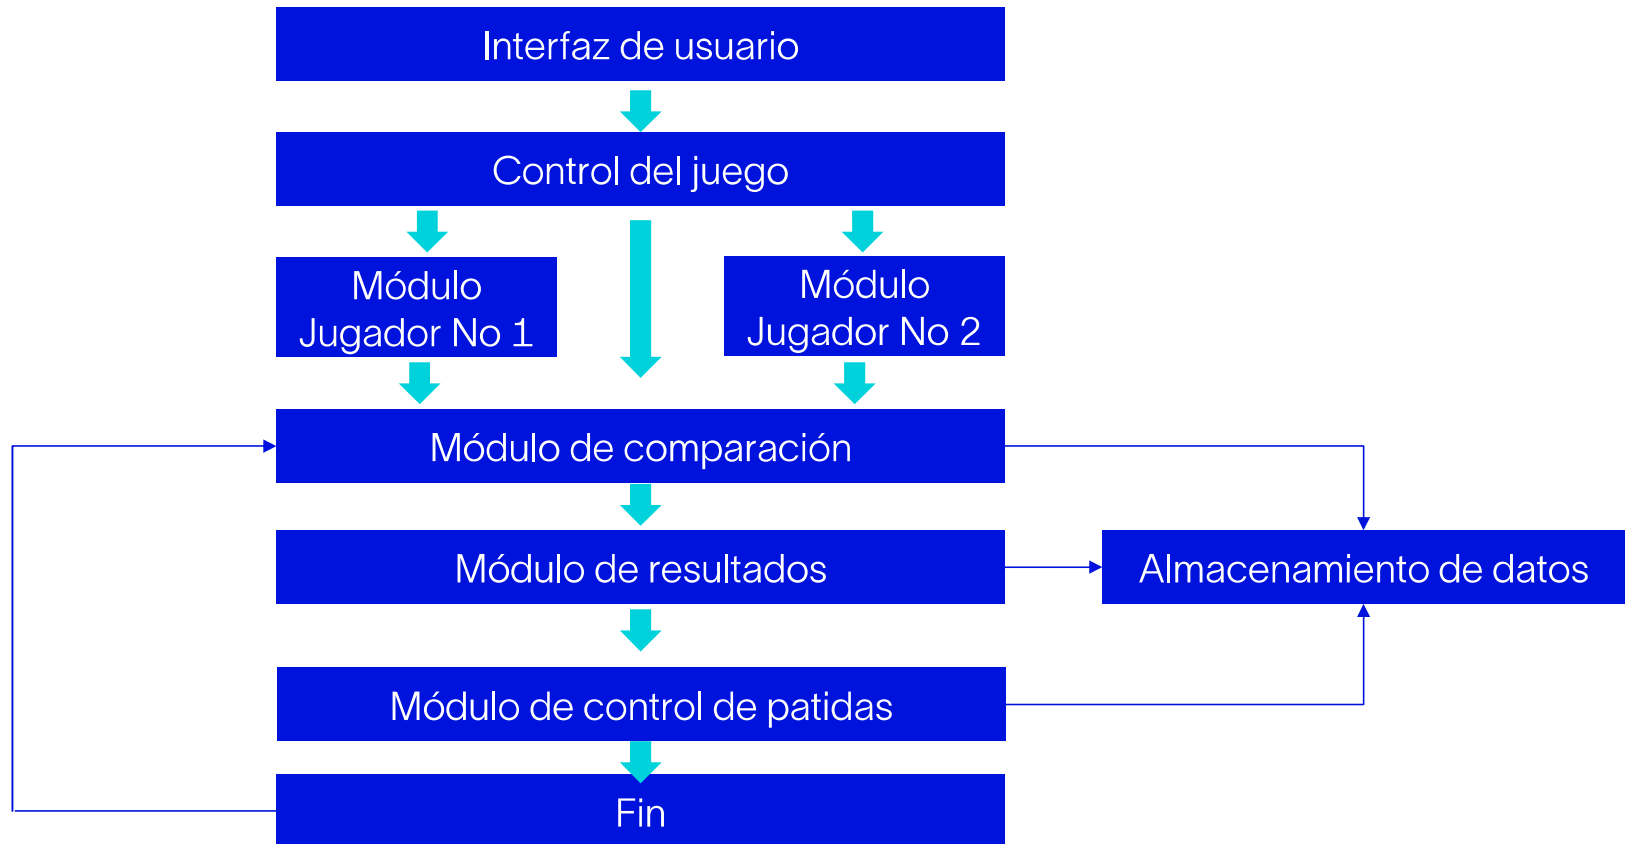 Interfaz de usuario
Control del juego
Módulo
Jugador No 1
Módulo
Jugador No 2
Módulo de comparación
Módulo de resultados
Almacenamiento de datos
Módulo de control de patidas
Fin